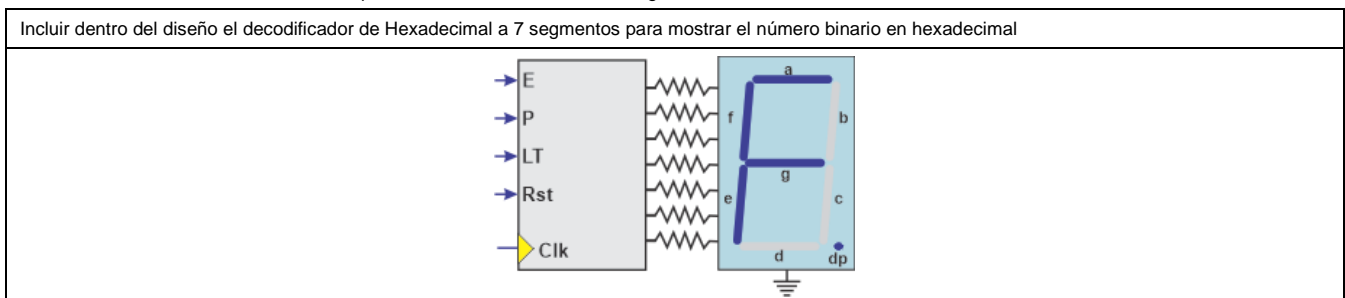 Incluir dentro del diseño el decodificador de Hexadecimal a 7 segmentos para mostrar el número binario en hexadecimal
E
P
LT
Rst
Clk
a
f
b
g
e
c
d
dp